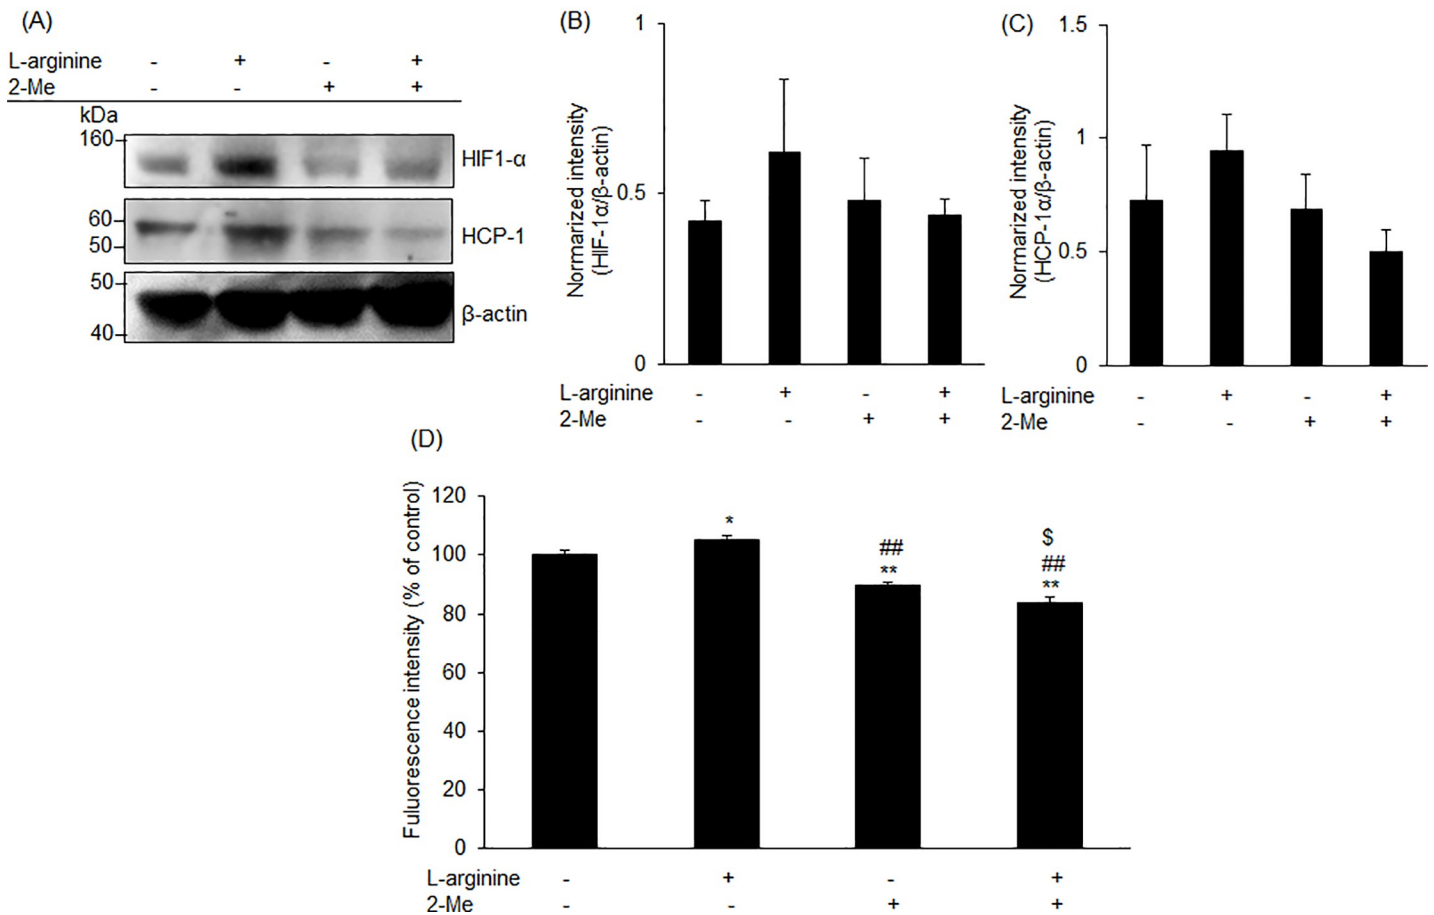 (A)
L-arginine - + - +
2-Me - - + +
kDa
160
HIF1-α
60
50
HCP-1
50
40
β-actin
(B)
Normarized intensity
(HIF-1α/β-actin)
1
0.5
0
L-arginine - + - +
2-Me - - + +
(C)
Normarized intensity
(HCP-1α/β-actin)
1.5
1
0.5
0
L-arginine - + - +
2-Me - - + +
(D)
Fuluorescence intensity (% of control)
120
100
80
60
40
20
0
*
##
**
$
##
**
L-arginine - + - +
2-Me - - + +